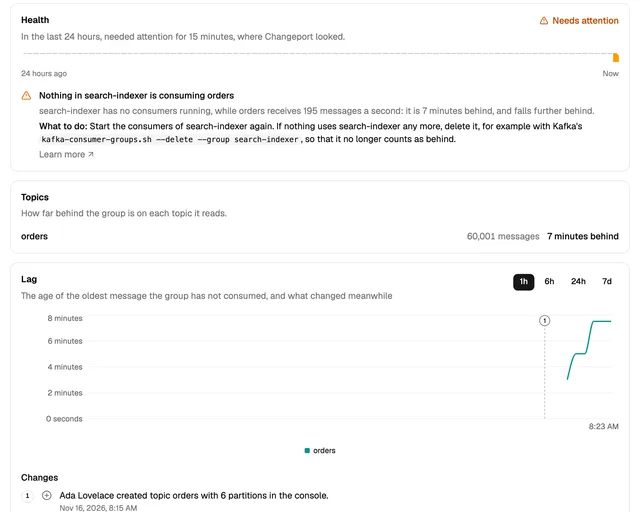 Health
Needs attention
In the last 24 hours, needed attention for 15 minutes, where Changeport looked.
24 hours ago
Now
Nothing in search-indexer is consuming orders
search-indexer has no consumers running, while orders receives 195 messages a second: it is 7 minutes behind, and falls further behind.
What to do: Start the consumers of search-indexer again. If nothing uses search-indexer any more, delete it, for example with Kafka's
kafka-consumer-groups.sh --delete --group search-indexer, so that it no longer counts as behind.
Learn more ↗
Topics
How far behind the group is on each topic it reads.
orders
60,001 messages 7 minutes behind
Lag
1h 6h 24h 7d
The age of the oldest message the group has not consumed, and what changed meanwhile
8 minutes
1
6 minutes
4 minutes
2 minutes
0 seconds
8:23 AM
orders
Changes
1 Ada Lovelace created topic orders with 6 partitions in the console.
Nov 16, 2026, 8:15 AM